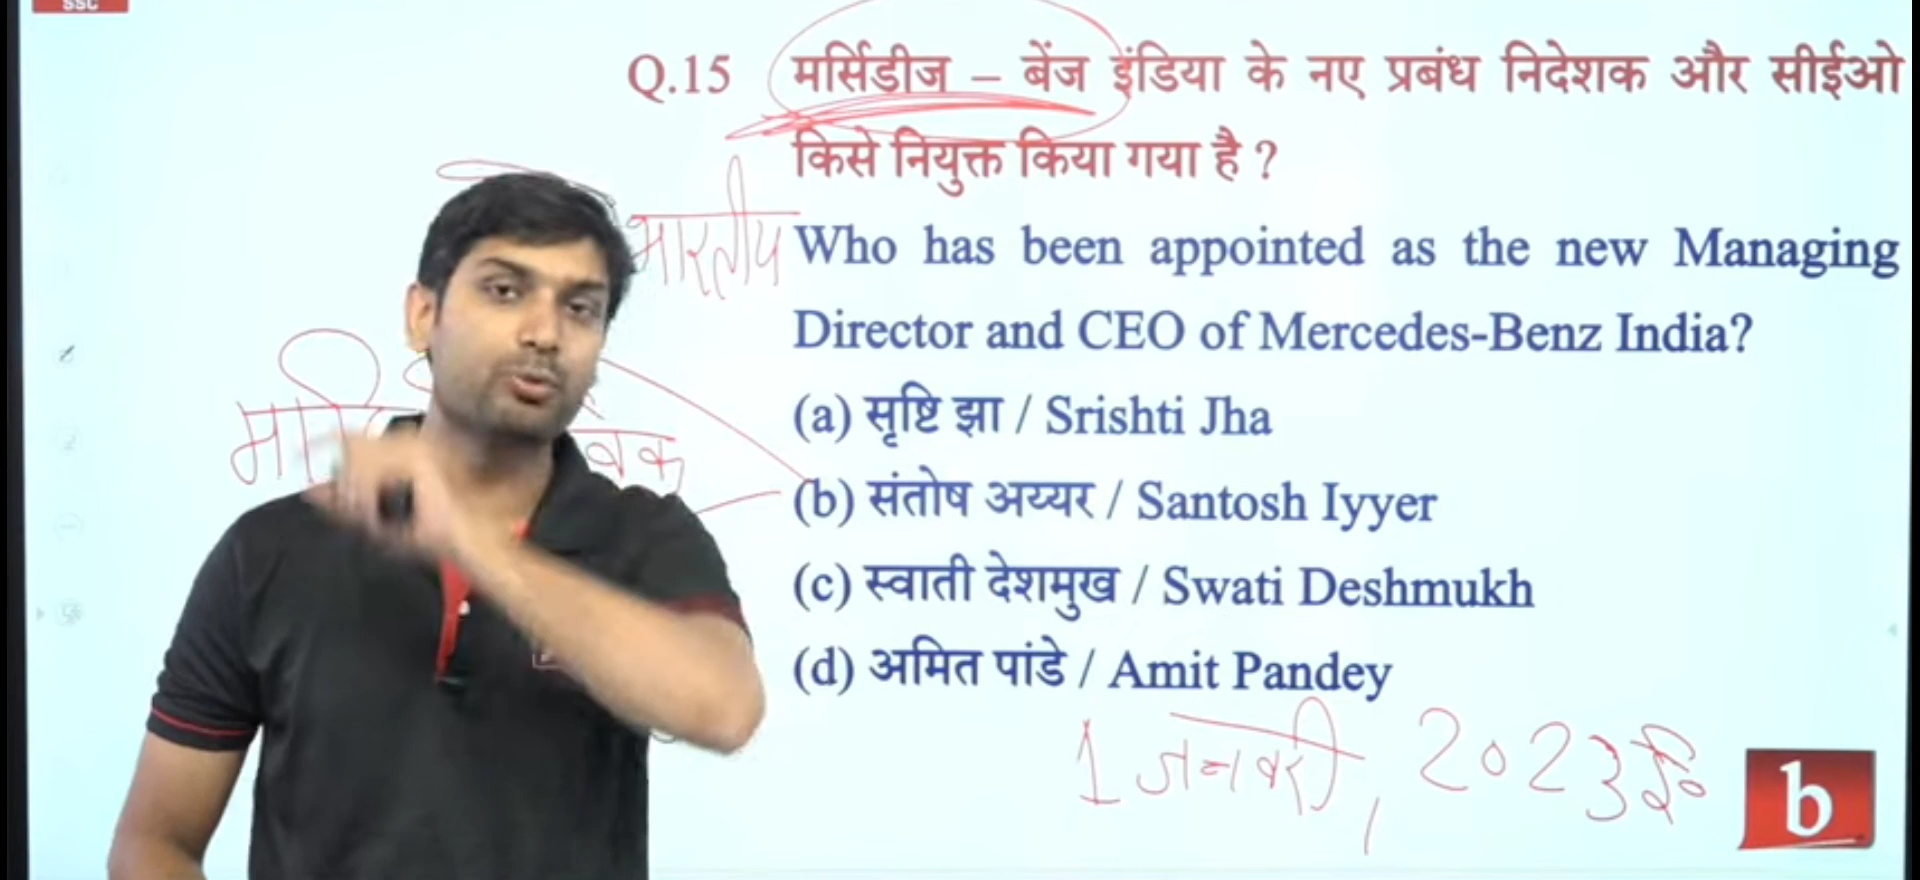 SSC
Q.15 मर्सिडीज – बेंज इंडिया के नए प्रबंध निदेशक और सीईओ
किसे नियुक्त किया गया है ?
भारतीय
Who has been appointed as the new Managing
Director and CEO of Mercedes-Benz India?
(a) सृष्टि झा / Srishti Jha
(b) संतोष अय्यर / Santosh Iyyer
(c) स्वाती देशमुख / Swati Deshmukh
(d) अमित पांडे / Amit Pandey
1 जनवरी, 2023 ई०
b